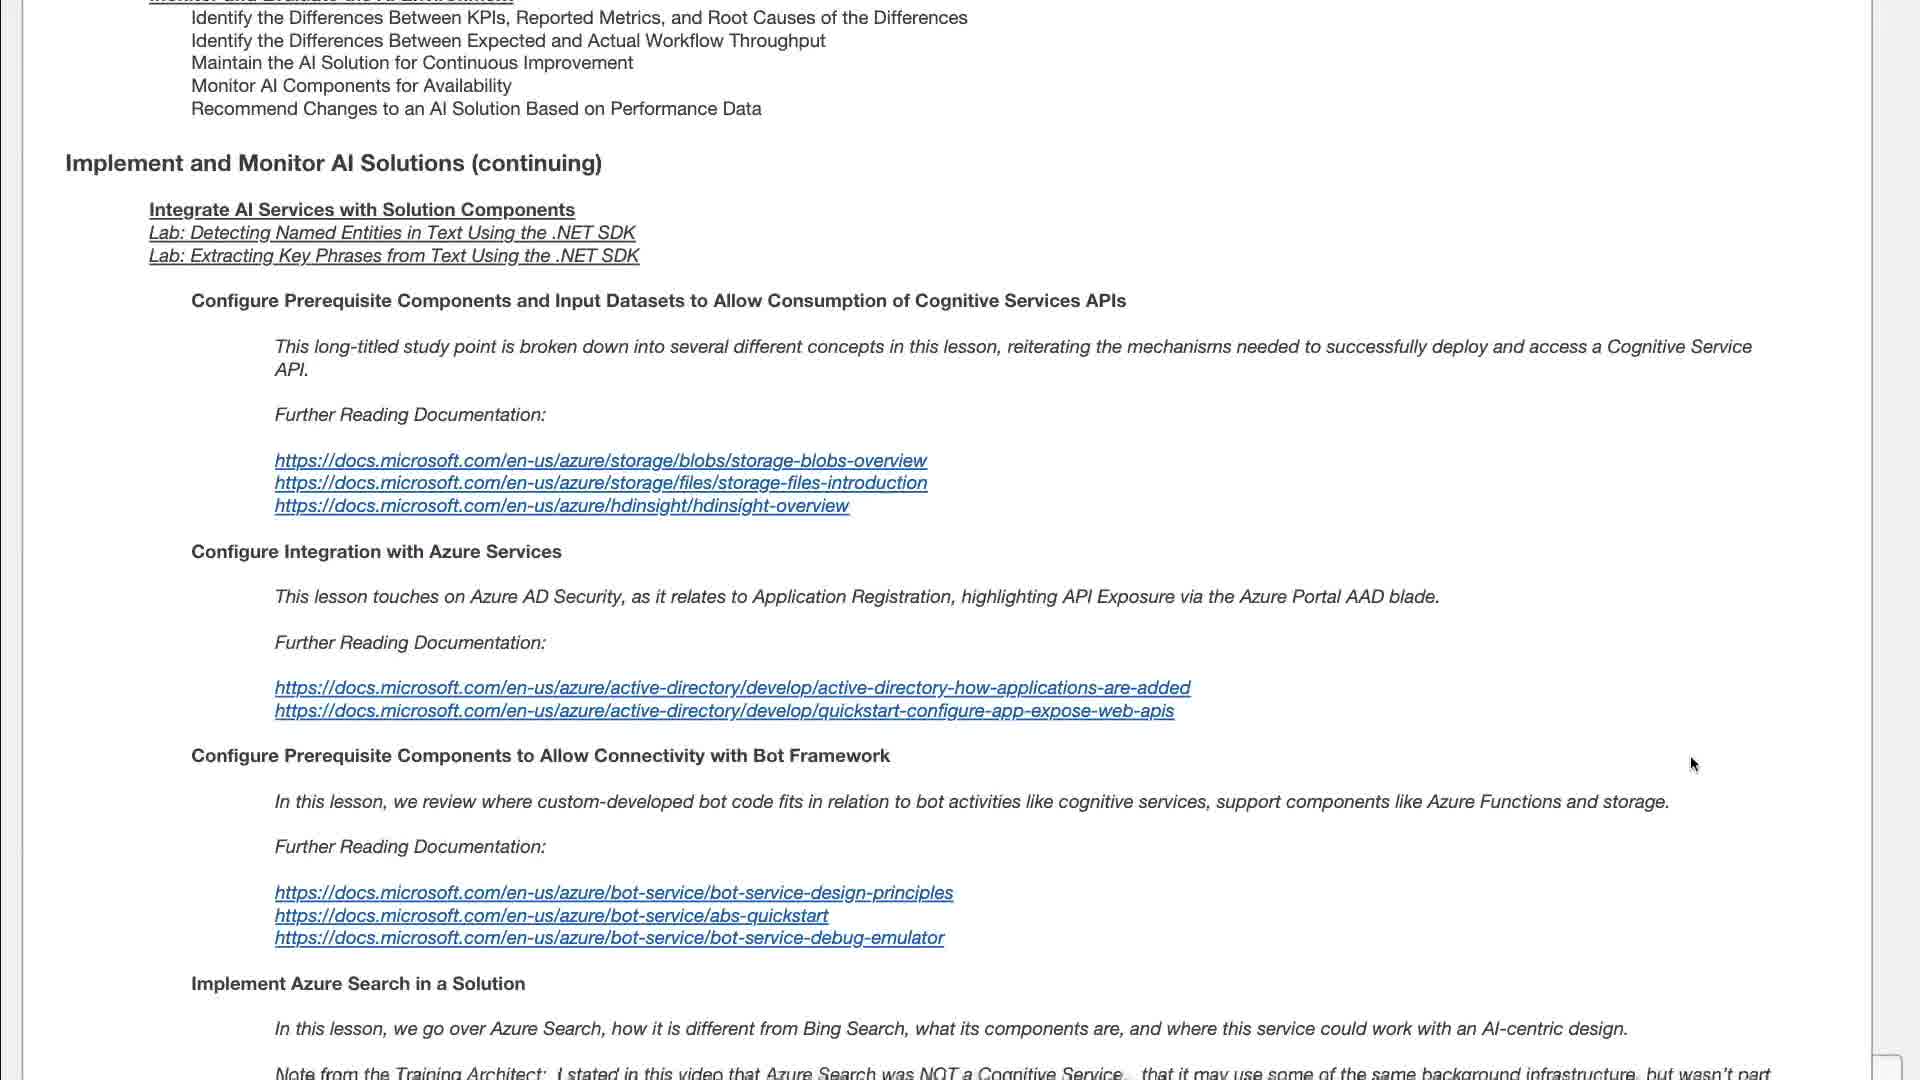 Monitor and Evaluate the AI Environment
Identify the Differences Between KPIs, Reported Metrics, and Root Causes of the Differences
Identify the Differences Between Expected and Actual Workflow Throughput
Maintain the AI Solution for Continuous Improvement
Monitor AI Components for Availability
Recommend Changes to an AI Solution Based on Performance Data
Implement and Monitor AI Solutions (continuing)
Integrate AI Services with Solution Components
Lab: Detecting Named Entities in Text Using the .NET SDK
Lab: Extracting Key Phrases from Text Using the .NET SDK
Configure Prerequisite Components and Input Datasets to Allow Consumption of Cognitive Services APIs
This long-titled study point is broken down into several different concepts in this lesson, reiterating the mechanisms needed to successfully deploy and access a Cognitive Service
API.
Further Reading Documentation:
https://docs.microsoft.com/en-us/azure/storage/blobs/storage-blobs-overview
https://docs.microsoft.com/en-us/azure/storage/files/storage-files-introduction
https://docs.microsoft.com/en-us/azure/hdinsight/hdinsight-overview
Configure Integration with Azure Services
This lesson touches on Azure AD Security, as it relates to Application Registration, highlighting API Exposure via the Azure Portal AAD blade.
Further Reading Documentation:
https://docs.microsoft.com/en-us/azure/active-directory/develop/active-directory-how-applications-are-added
https://docs.microsoft.com/en-us/azure/active-directory/develop/quickstart-configure-app-expose-web-apis
Configure Prerequisite Components to Allow Connectivity with Bot Framework
In this lesson, we review where custom-developed bot code fits in relation to bot activities like cognitive services, support components like Azure Functions and storage.
Further Reading Documentation:
https://docs.microsoft.com/en-us/azure/bot-service/bot-service-design-principles
https://docs.microsoft.com/en-us/azure/bot-service/abs-quickstart
https://docs.microsoft.com/en-us/azure/bot-service/bot-service-debug-emulator
Implement Azure Search in a Solution
In this lesson, we go over Azure Search, how it is different from Bing Search, what its components are, and where this service could work with an AI-centric design.
Note from the Training Architect: I stated in this video that Azure Search was NOT a Cognitive Service, that it may use some of the same background infrastructure, but wasn't part